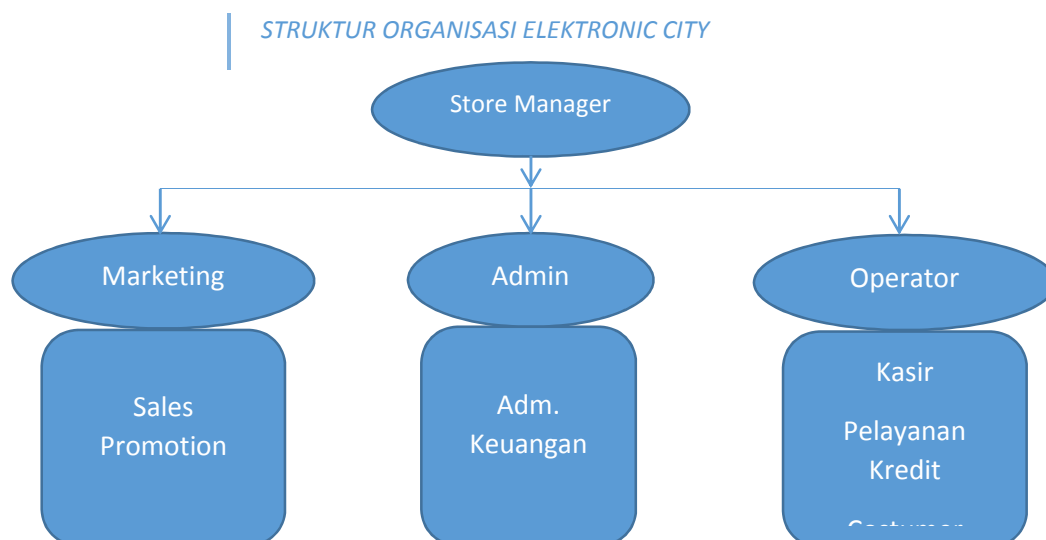 STRUKTUR ORGANISASI ELEKTRONIC CITY
Store Manager
Marketing
Admin
Operator
Sales
Promotion
Adm.
Keuangan
Kasir
Pelayanan
Kredit